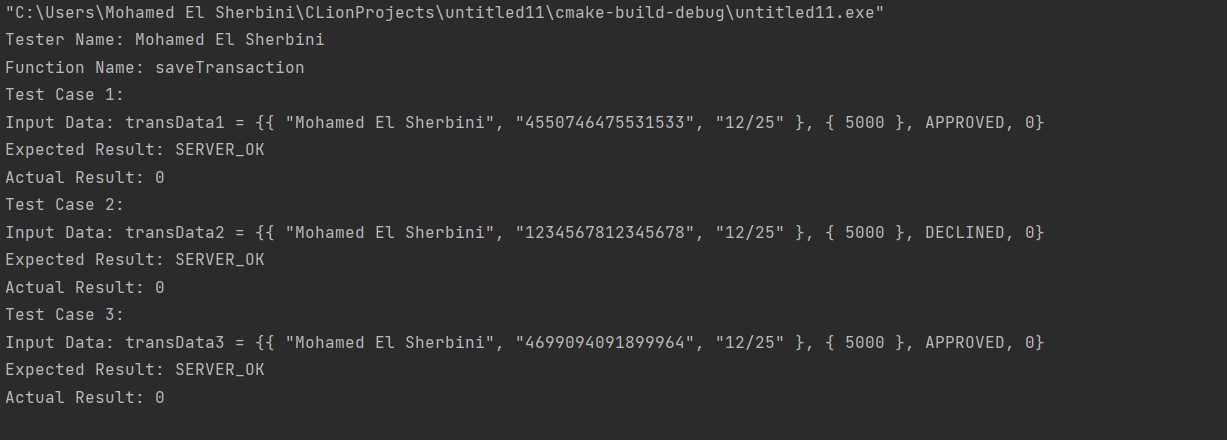 "C:\Users\Mohamed El Sherbini\CLionProjects\untitled11\cmake-build-debug\untitled11.exe"
Tester Name: Mohamed El Sherbini
Function Name: saveTransaction
Test Case 1:
Input Data: transData1 = {{ "Mohamed El Sherbini", "4550746475531533", "12/25" }, { 5000 }, APPROVED, 0}
Expected Result: SERVER_OK
Actual Result: 0
Test Case 2:
Input Data: transData2 = {{ "Mohamed El Sherbini", "1234567812345678", "12/25" }, { 5000 }, DECLINED, 0}
Expected Result: SERVER_OK
Actual Result: 0
Test Case 3:
Input Data: transData3 = {{ "Mohamed El Sherbini", "4699094091899964", "12/25" }, { 5000 }, APPROVED, 0}
Expected Result: SERVER_OK
Actual Result: 0